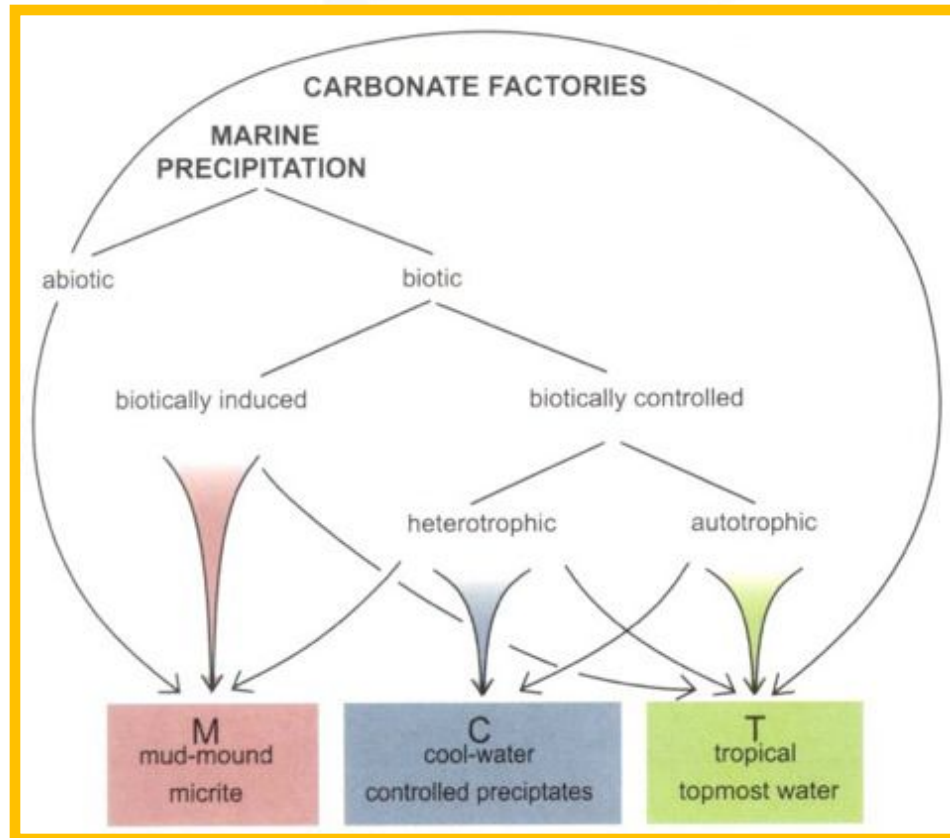 CARBONATE FACTORIES
MARINE
PRECIPITATION
abiotic
biotic
biotically induced
biotically controlled
heterotrophic
autotrophic
M
mud-mound
micrite
C
cool-water
controlled preciptates
T
tropical
topmost water